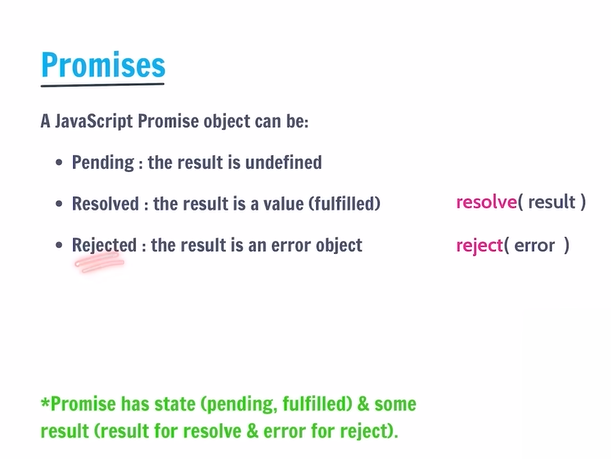 Promises
A JavaScript Promise object can be:
• Pending : the result is undefined
• Resolved : the result is a value (fulfilled) resolve( result )
• Rejected : the result is an error object reject( error )
*Promise has state (pending, fulfilled) & some
result (result for resolve & error for reject).